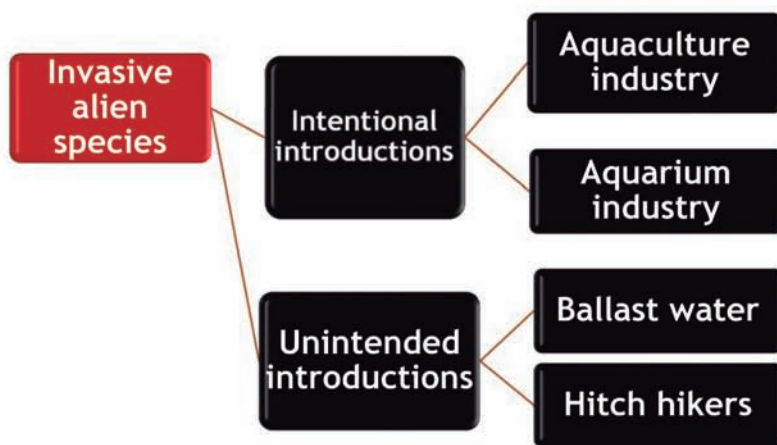 Invasive
alien
species
Intentional
introductions
Aquaculture
industry
Aquarium
industry
Unintended
introductions
Ballast water
Hitch hikers